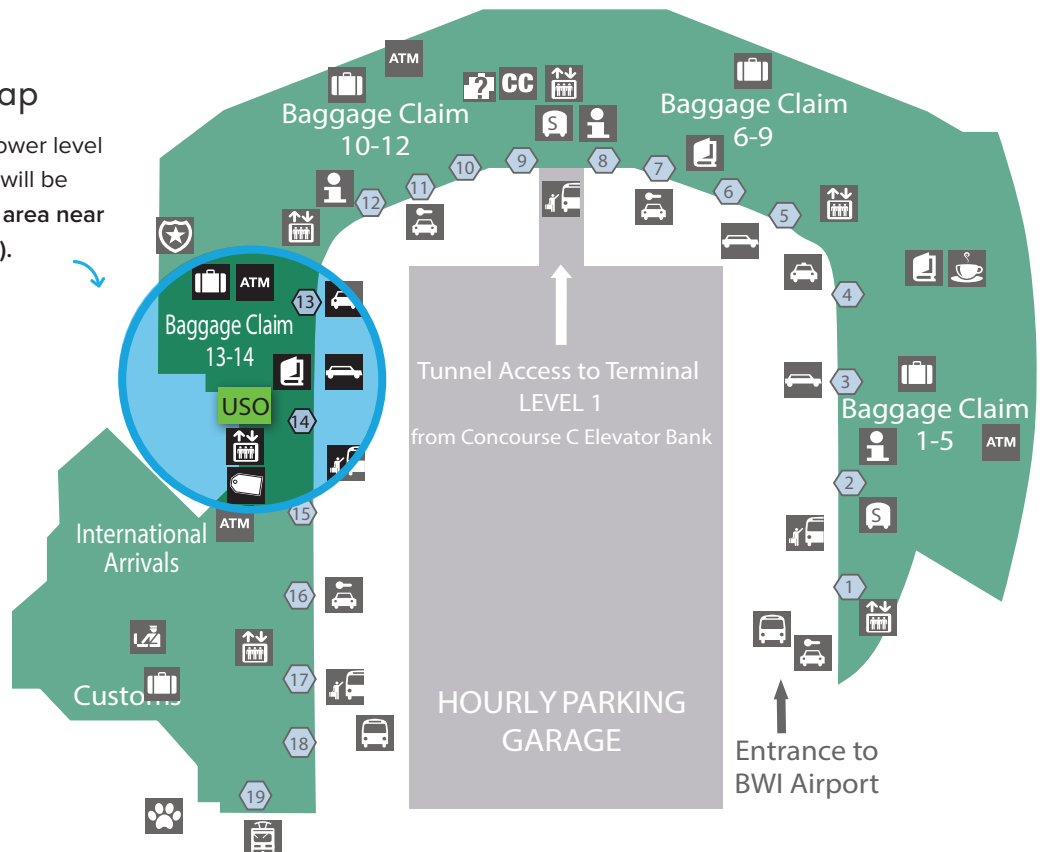 ap
ower level
will be
area near
).
ATM
CC
Baggage Claim
10-12
Baggage Claim
6-9
S
12
11
10
9
8
7
6
5
4
3
2
1
ATM
13
Baggage Claim
13-14
USO
14
Tunnel Access to Terminal
LEVEL 1
from Concourse C Elevator Bank
Baggage Claim
1-5
ATM
S
International
Arrivals
ATM
15
16
Customs
17
18
19
HOURLY PARKING
GARAGE
Entrance to
BWI Airport